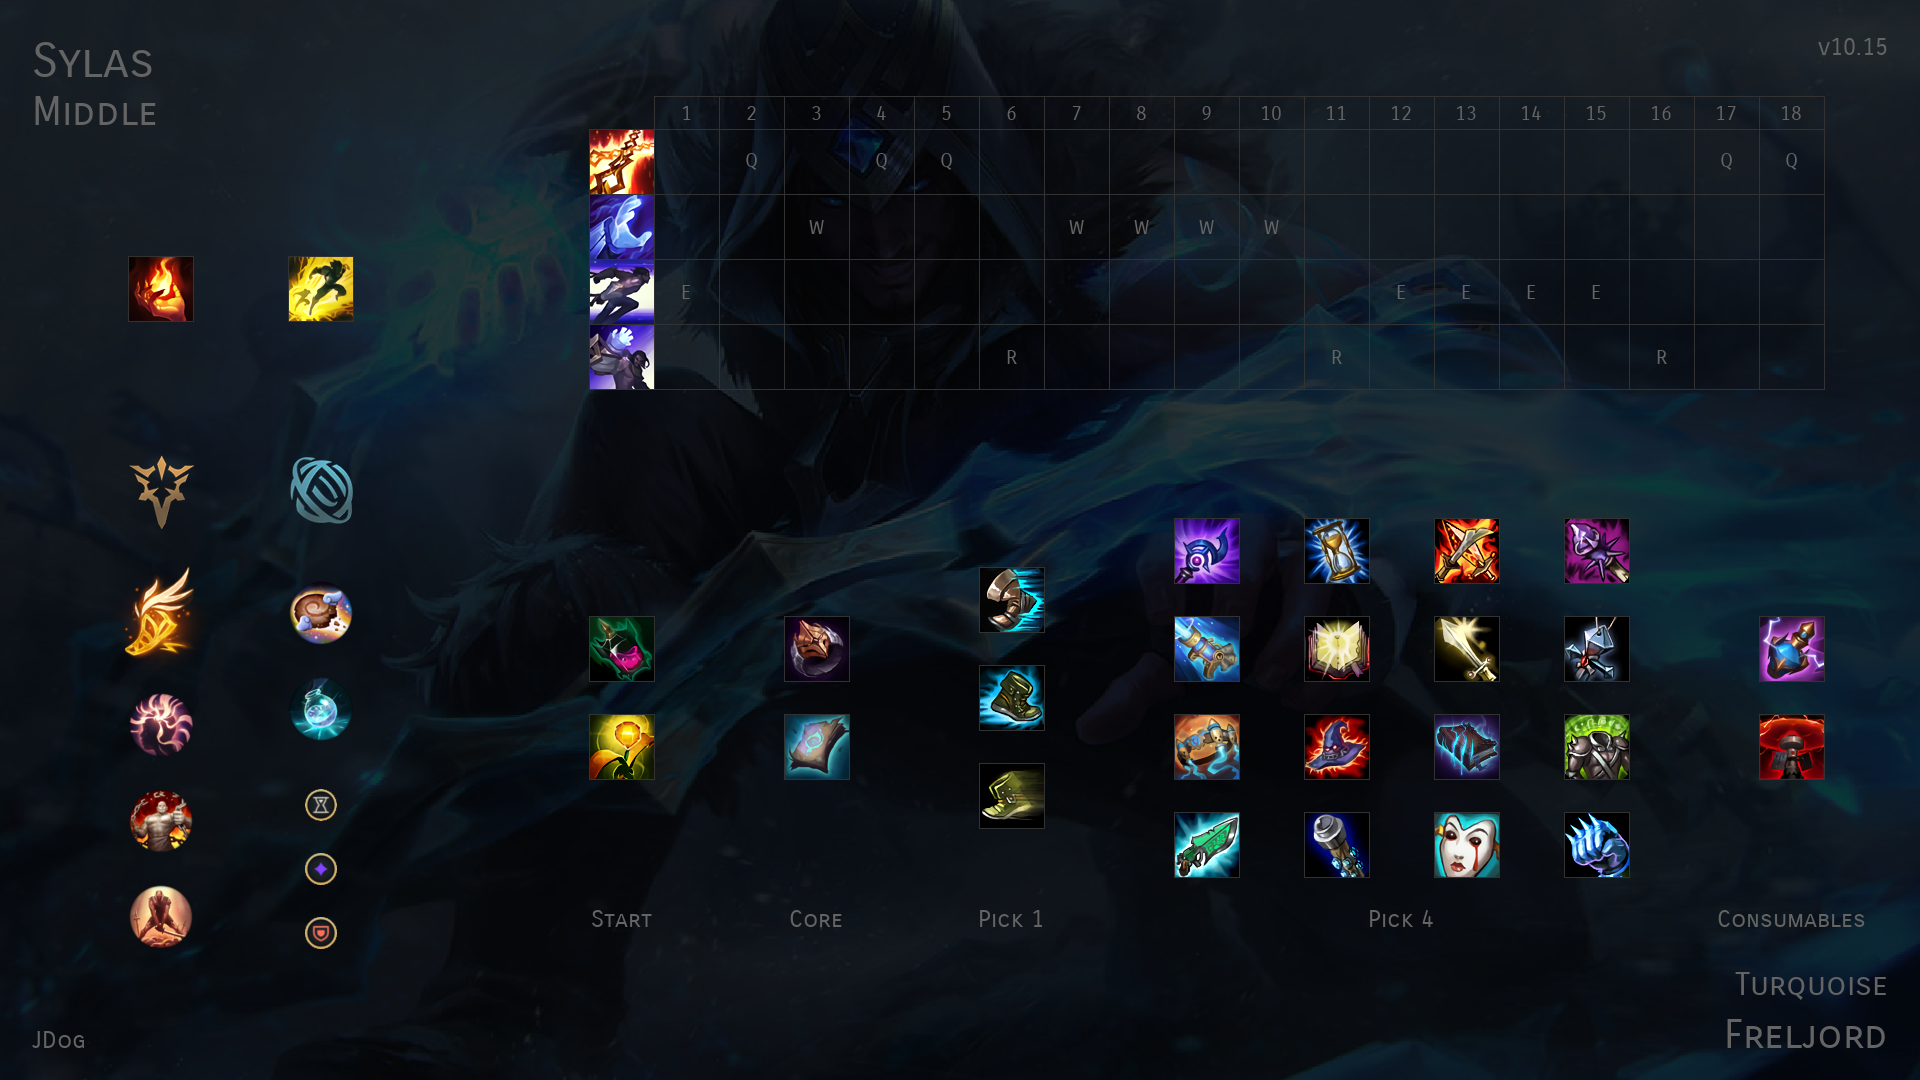 Sylas
Middle
v10.15
1 2 3 4 5 6 7 8 9 10 11 12 13 14 15 16 17 18
Q Q Q Q Q
W W W W W
E E E E E
R R R
Start
Core
Pick 1
Pick 4
Consumables
Turquoise
Freljord
JDog